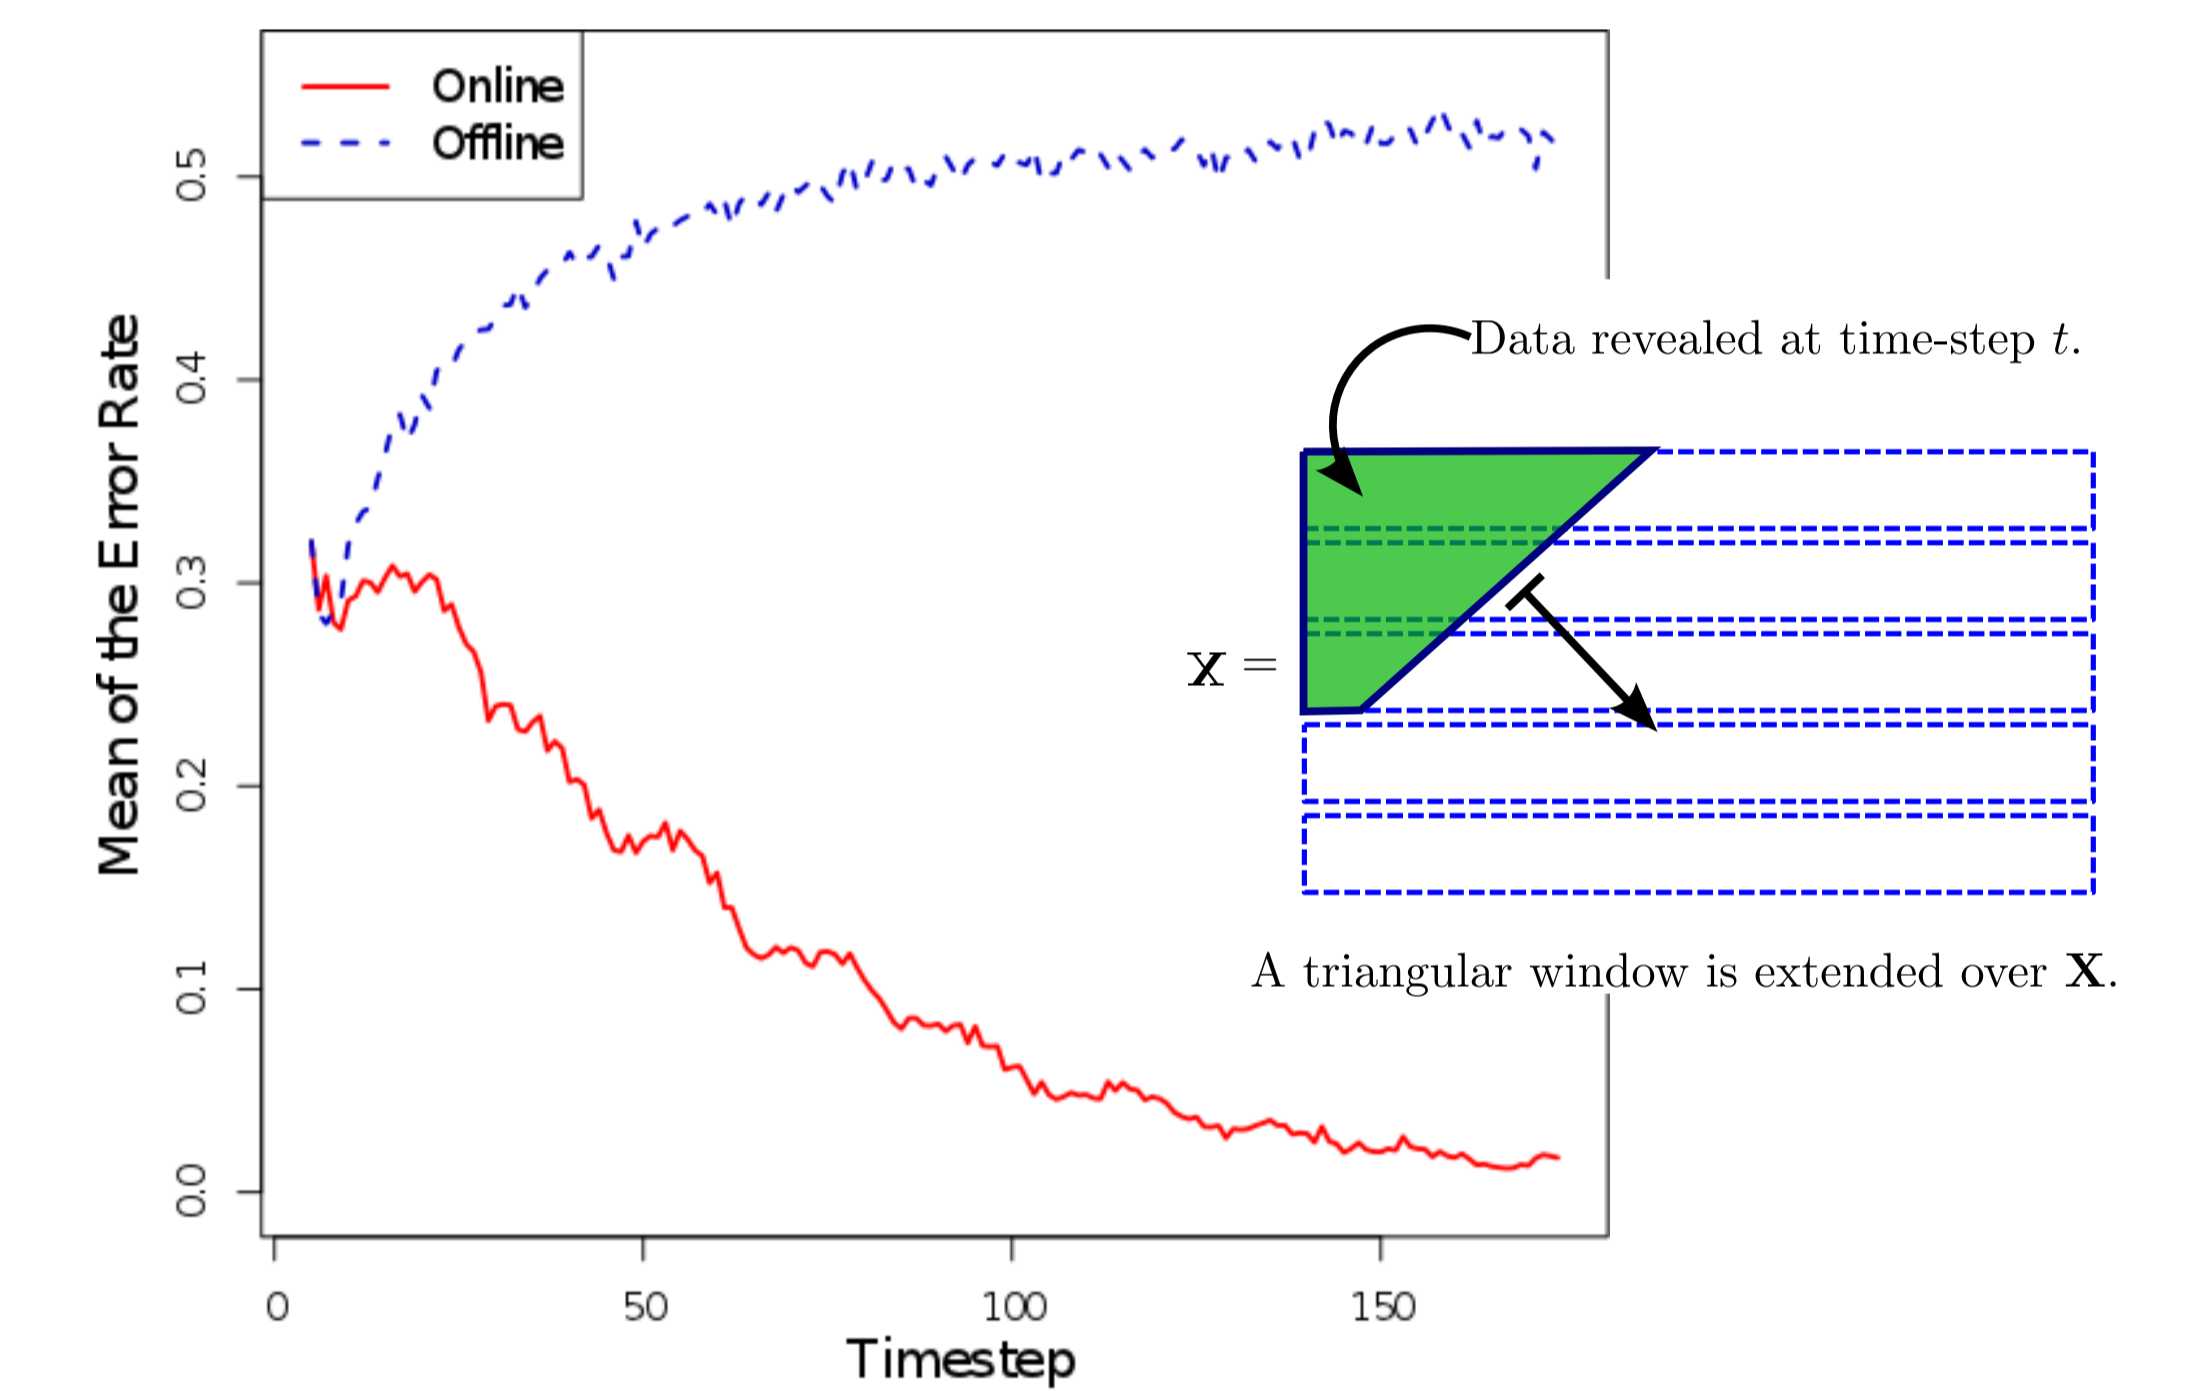 Online
Offline
Mean of the Error Rate
0.5
0.4
0.3
0.2
0.1
0.0
0 50 100 150
Timestep
Data revealed at time-step t.
X =
A triangular window is extended over X.